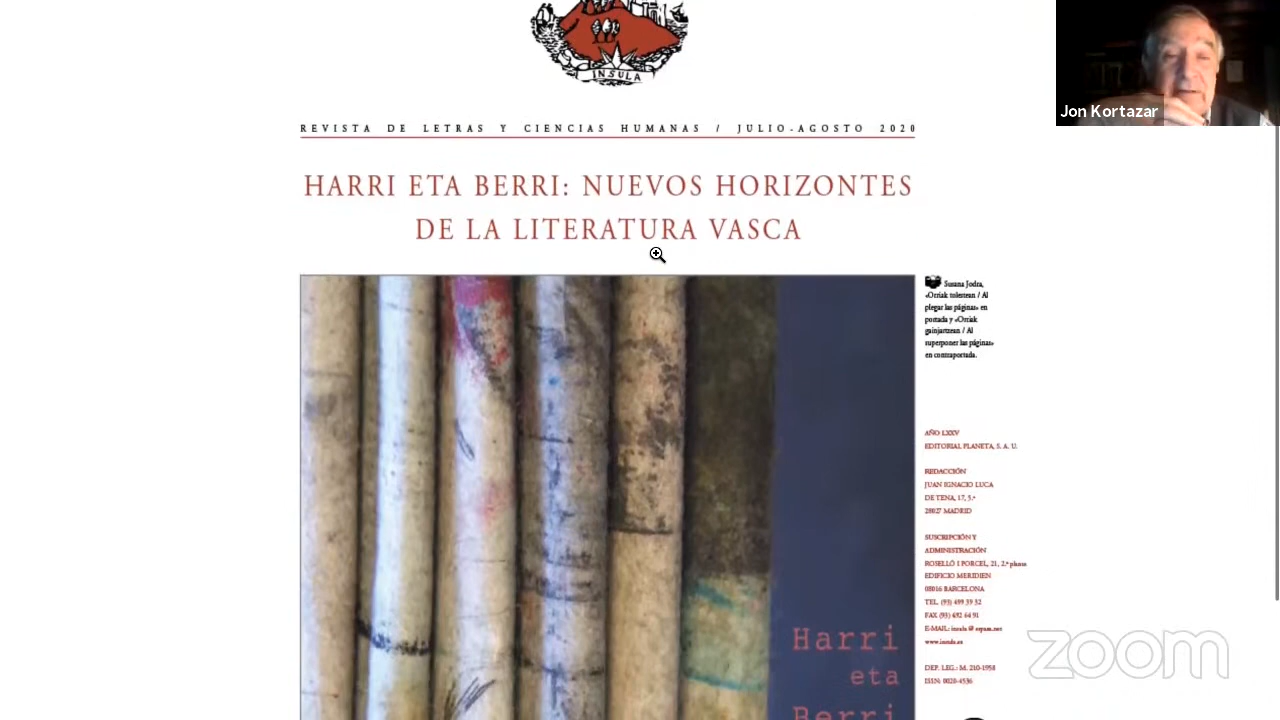 INSULA
REVISTA DE LETRAS Y CIENCIAS HUMANAS / JULIO-AGOSTO 2020
HARRI ETA BERRI: NUEVOS HORIZONTES
DE LA LITERATURA VASCA
Susana Jodra,
«Orriak tolestean / Al
plegar las páginas» en
portada y «Orriak
gainjartzean / Al
superponer las páginas»
en contraportada.
AÑO LXXV
EDITORIAL PLANETA, S. A. U.
REDACCIÓN
JUAN IGNACIO LUCA
DE TENA, 17, 5.ª
28027 MADRID
SUSCRIPCIÓN Y
ADMINISTRACIÓN
ROSELLÓ I PORCEL, 21, 2.ª planta
EDIFICIO MERIDIEN
08016 BARCELONA
TEL. (93) 499 39 32
FAX (93) 492 64 91
E-MAIL: insula @ espasa.net
www.insula.es
DEP. LEG.: M. 210-1958
ISSN: 0020-4536
Harri
eta
Berri
Jon Kortazar
zoom